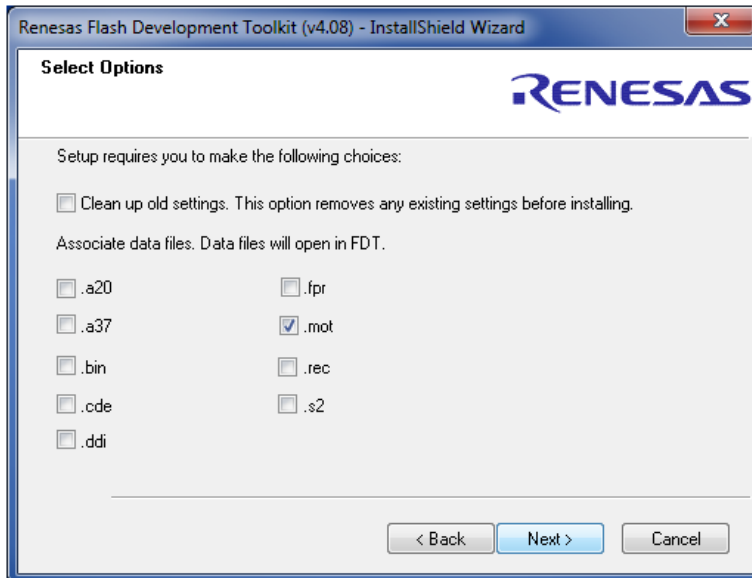 Renesas Flash Development Toolkit (v4.08) - InstallShield Wizard
Select Options
RENESAS
Setup requires you to make the following choices:
Clean up old settings. This option removes any existing settings before installing.
Associate data files. Data files will open in FDT.
.a20
.fpr
.a37
.mot
.bin
.rec
.cde
.s2
.ddi
< Back
Next >
Cancel